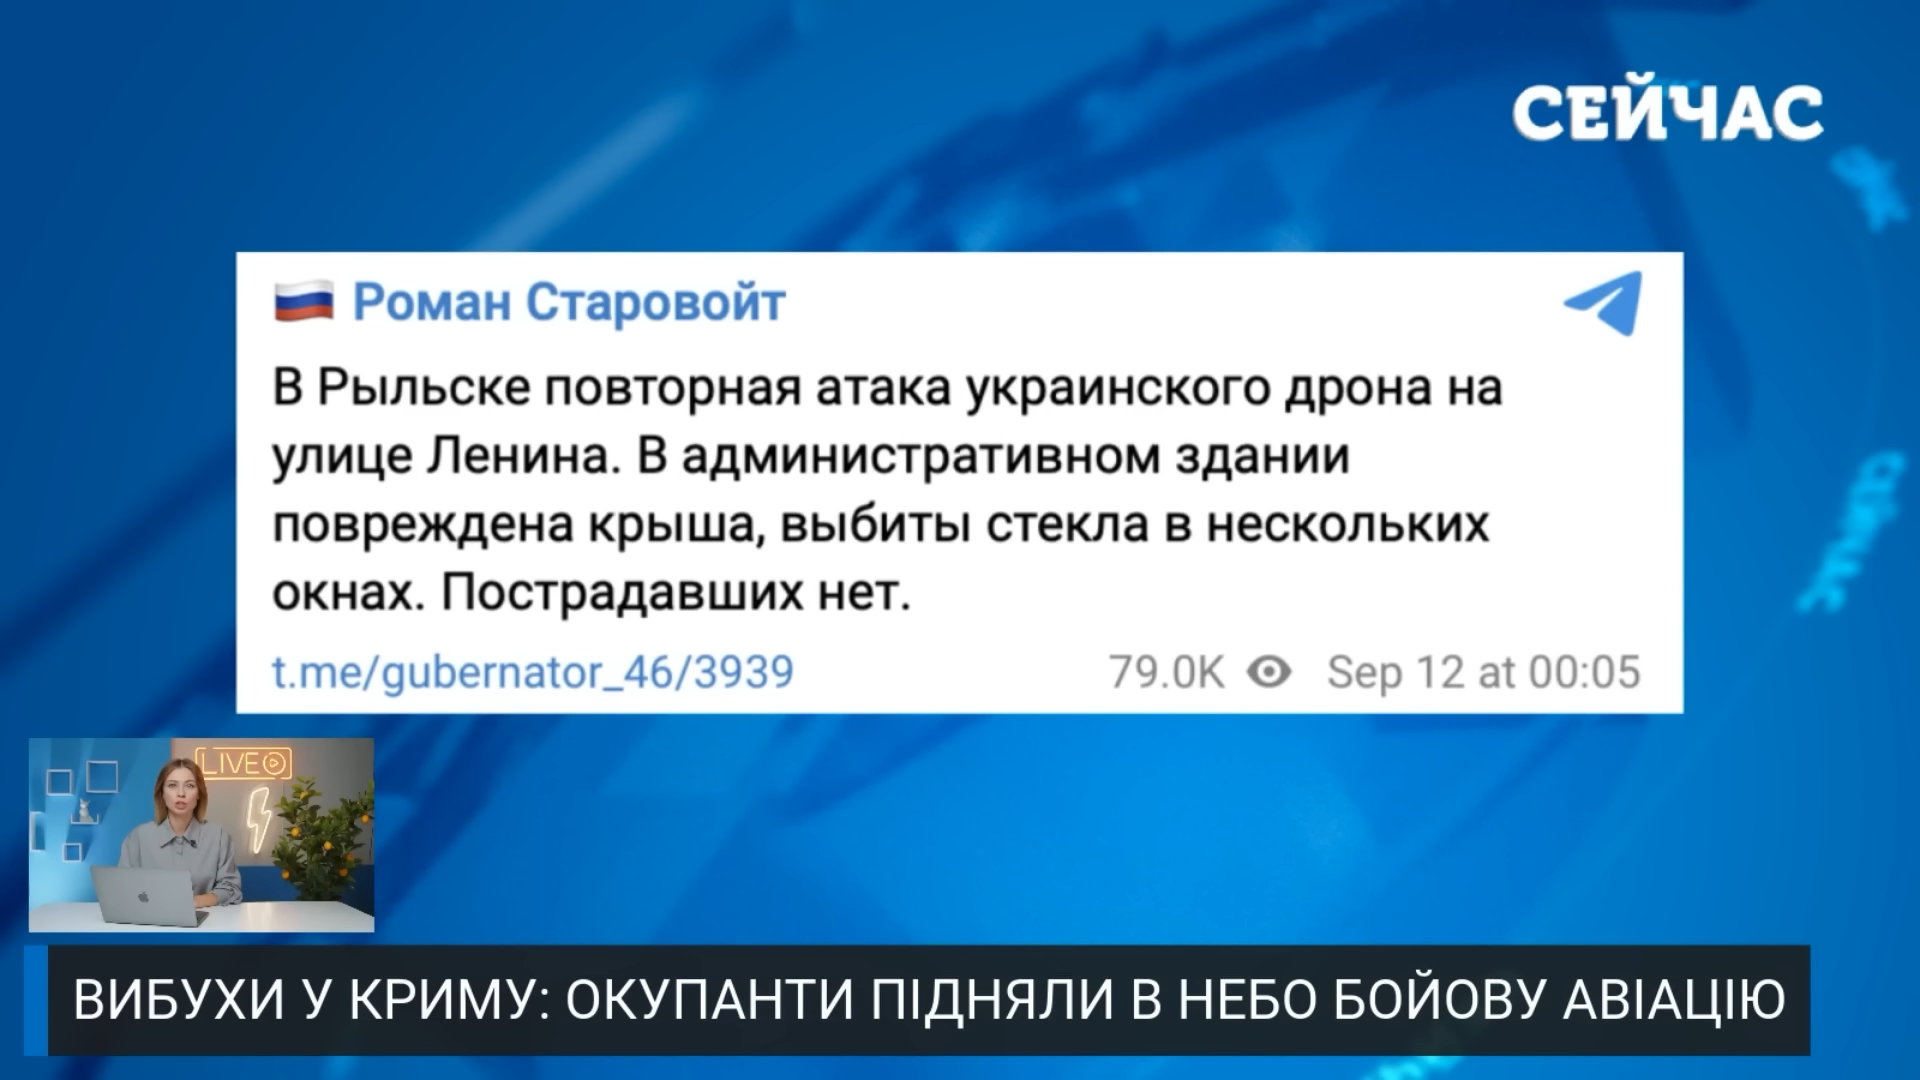 СЕЙЧАС
Роман Старовойт
В Рыльске повторная атака украинского дрона на
улице Ленина. В административном здании
повреждена крыша, выбиты стекла в нескольких
окнах. Пострадавших нет.
t.me/gubernator_46/3939 79.0K Sep 12 at 00:05
LIVE
ВИБУХИ У КРИМУ: ОКУПАНТИ ПІДНЯЛИ В НЕБО БОЙОВУ АВІАЦІЮ